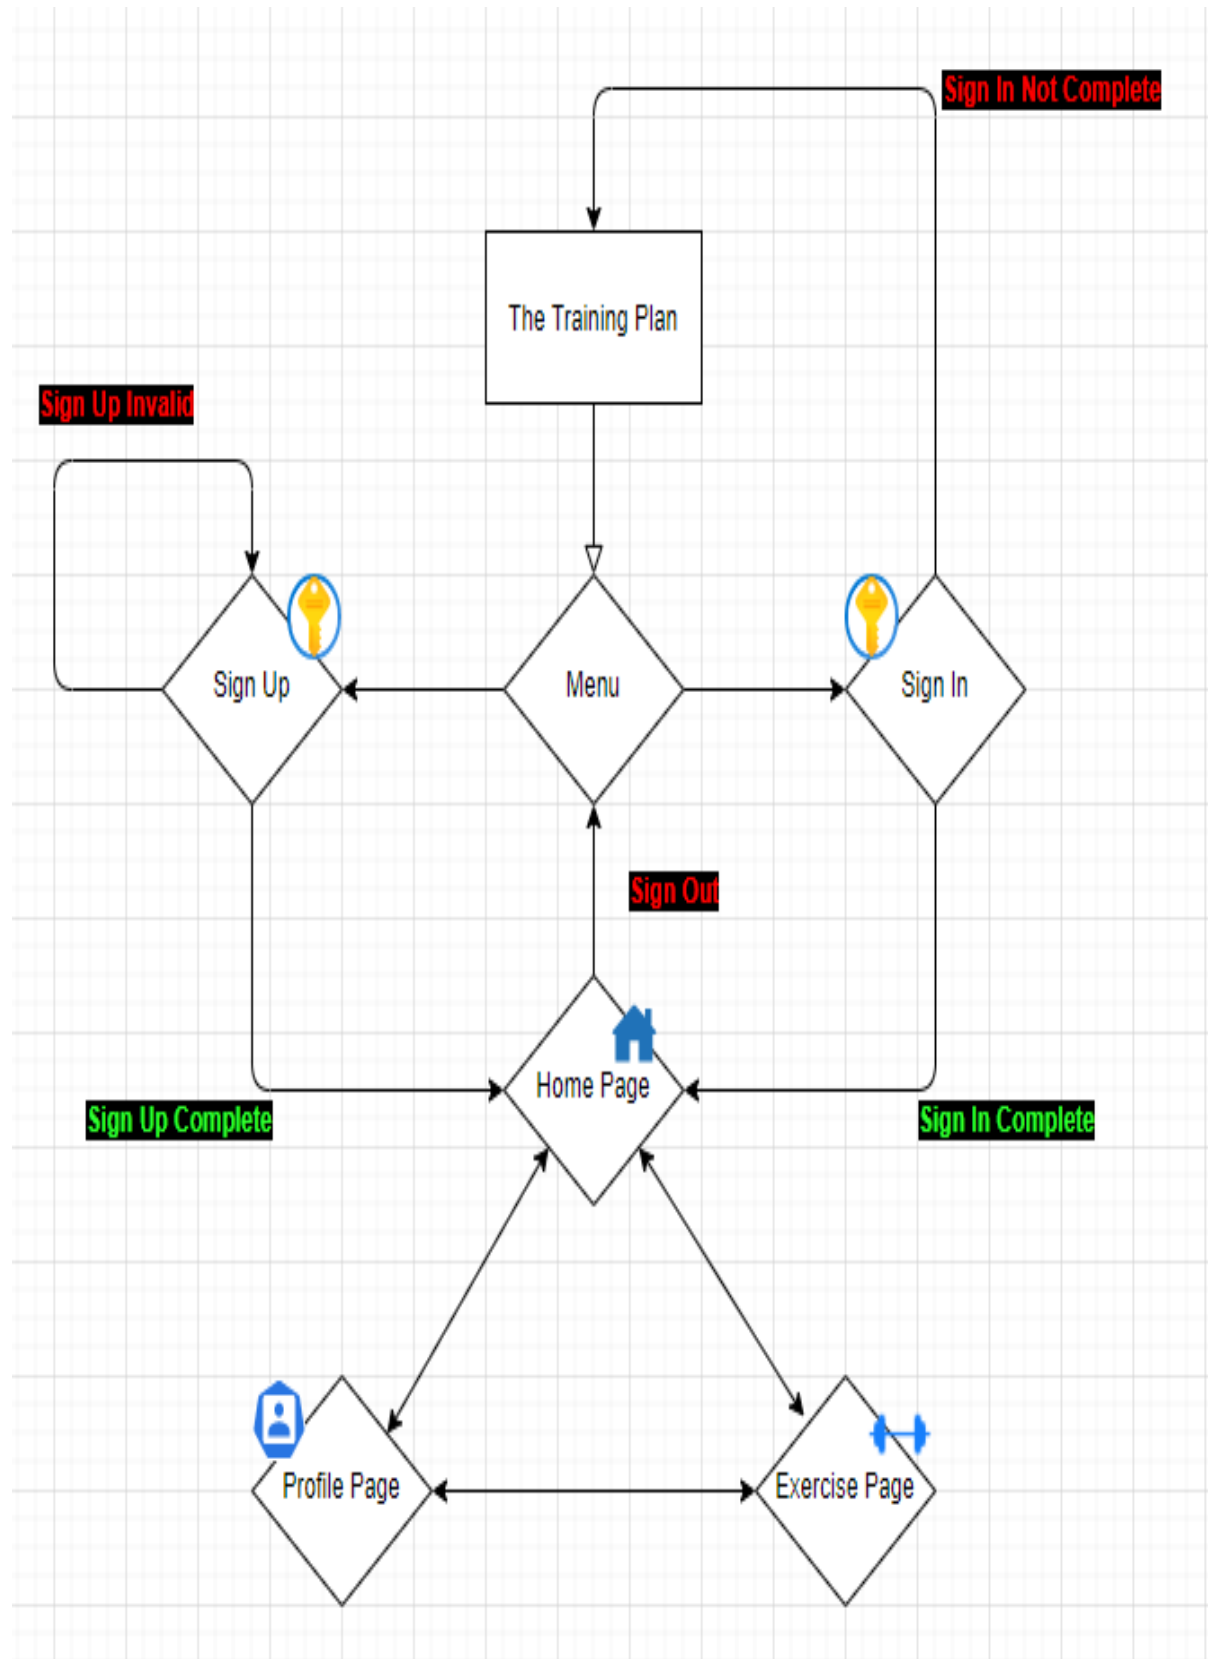 Sign In Not Complete
The Training Plan
Sign Up Invalid
Sign Up
Menu
Sign In
Sign Out
Home Page
Sign Up Complete
Sign In Complete
Profile Page
Exercise Page